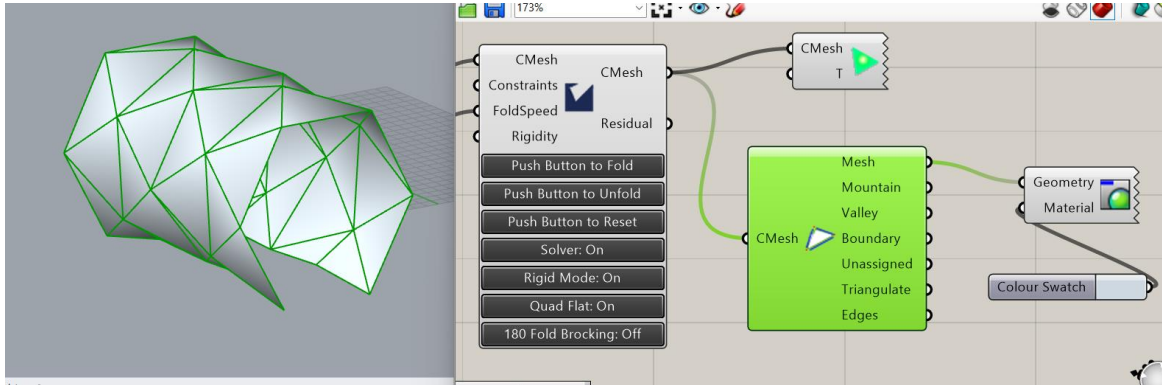 173%
CMesh
Constraints
FoldSpeed
Rigidity
CMesh
Residual
Push Button to Fold
Push Button to Unfold
Push Button to Reset
Solver: On
Rigid Mode: On
Quad Flat: On
180 Fold Brocking: Off
CMesh
T
CMesh
Mesh
Mountain
Valley
Boundary
Unassigned
Triangulate
Edges
Geometry
Material
Colour Swatch